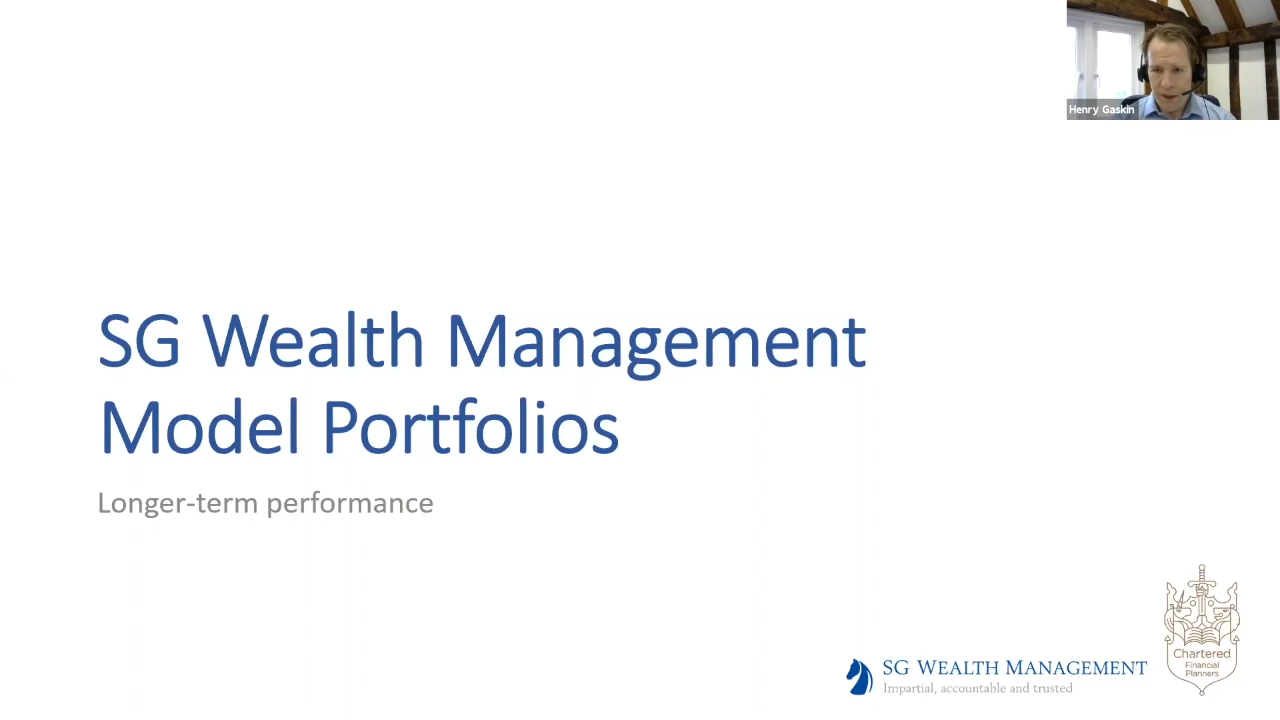 Henry Gaskin
SG Wealth Management
Model Portfolios
Longer-term performance
SG WEALTH MANAGEMENT
Impartial, accountable and trusted
Chartered
Financial
Planners